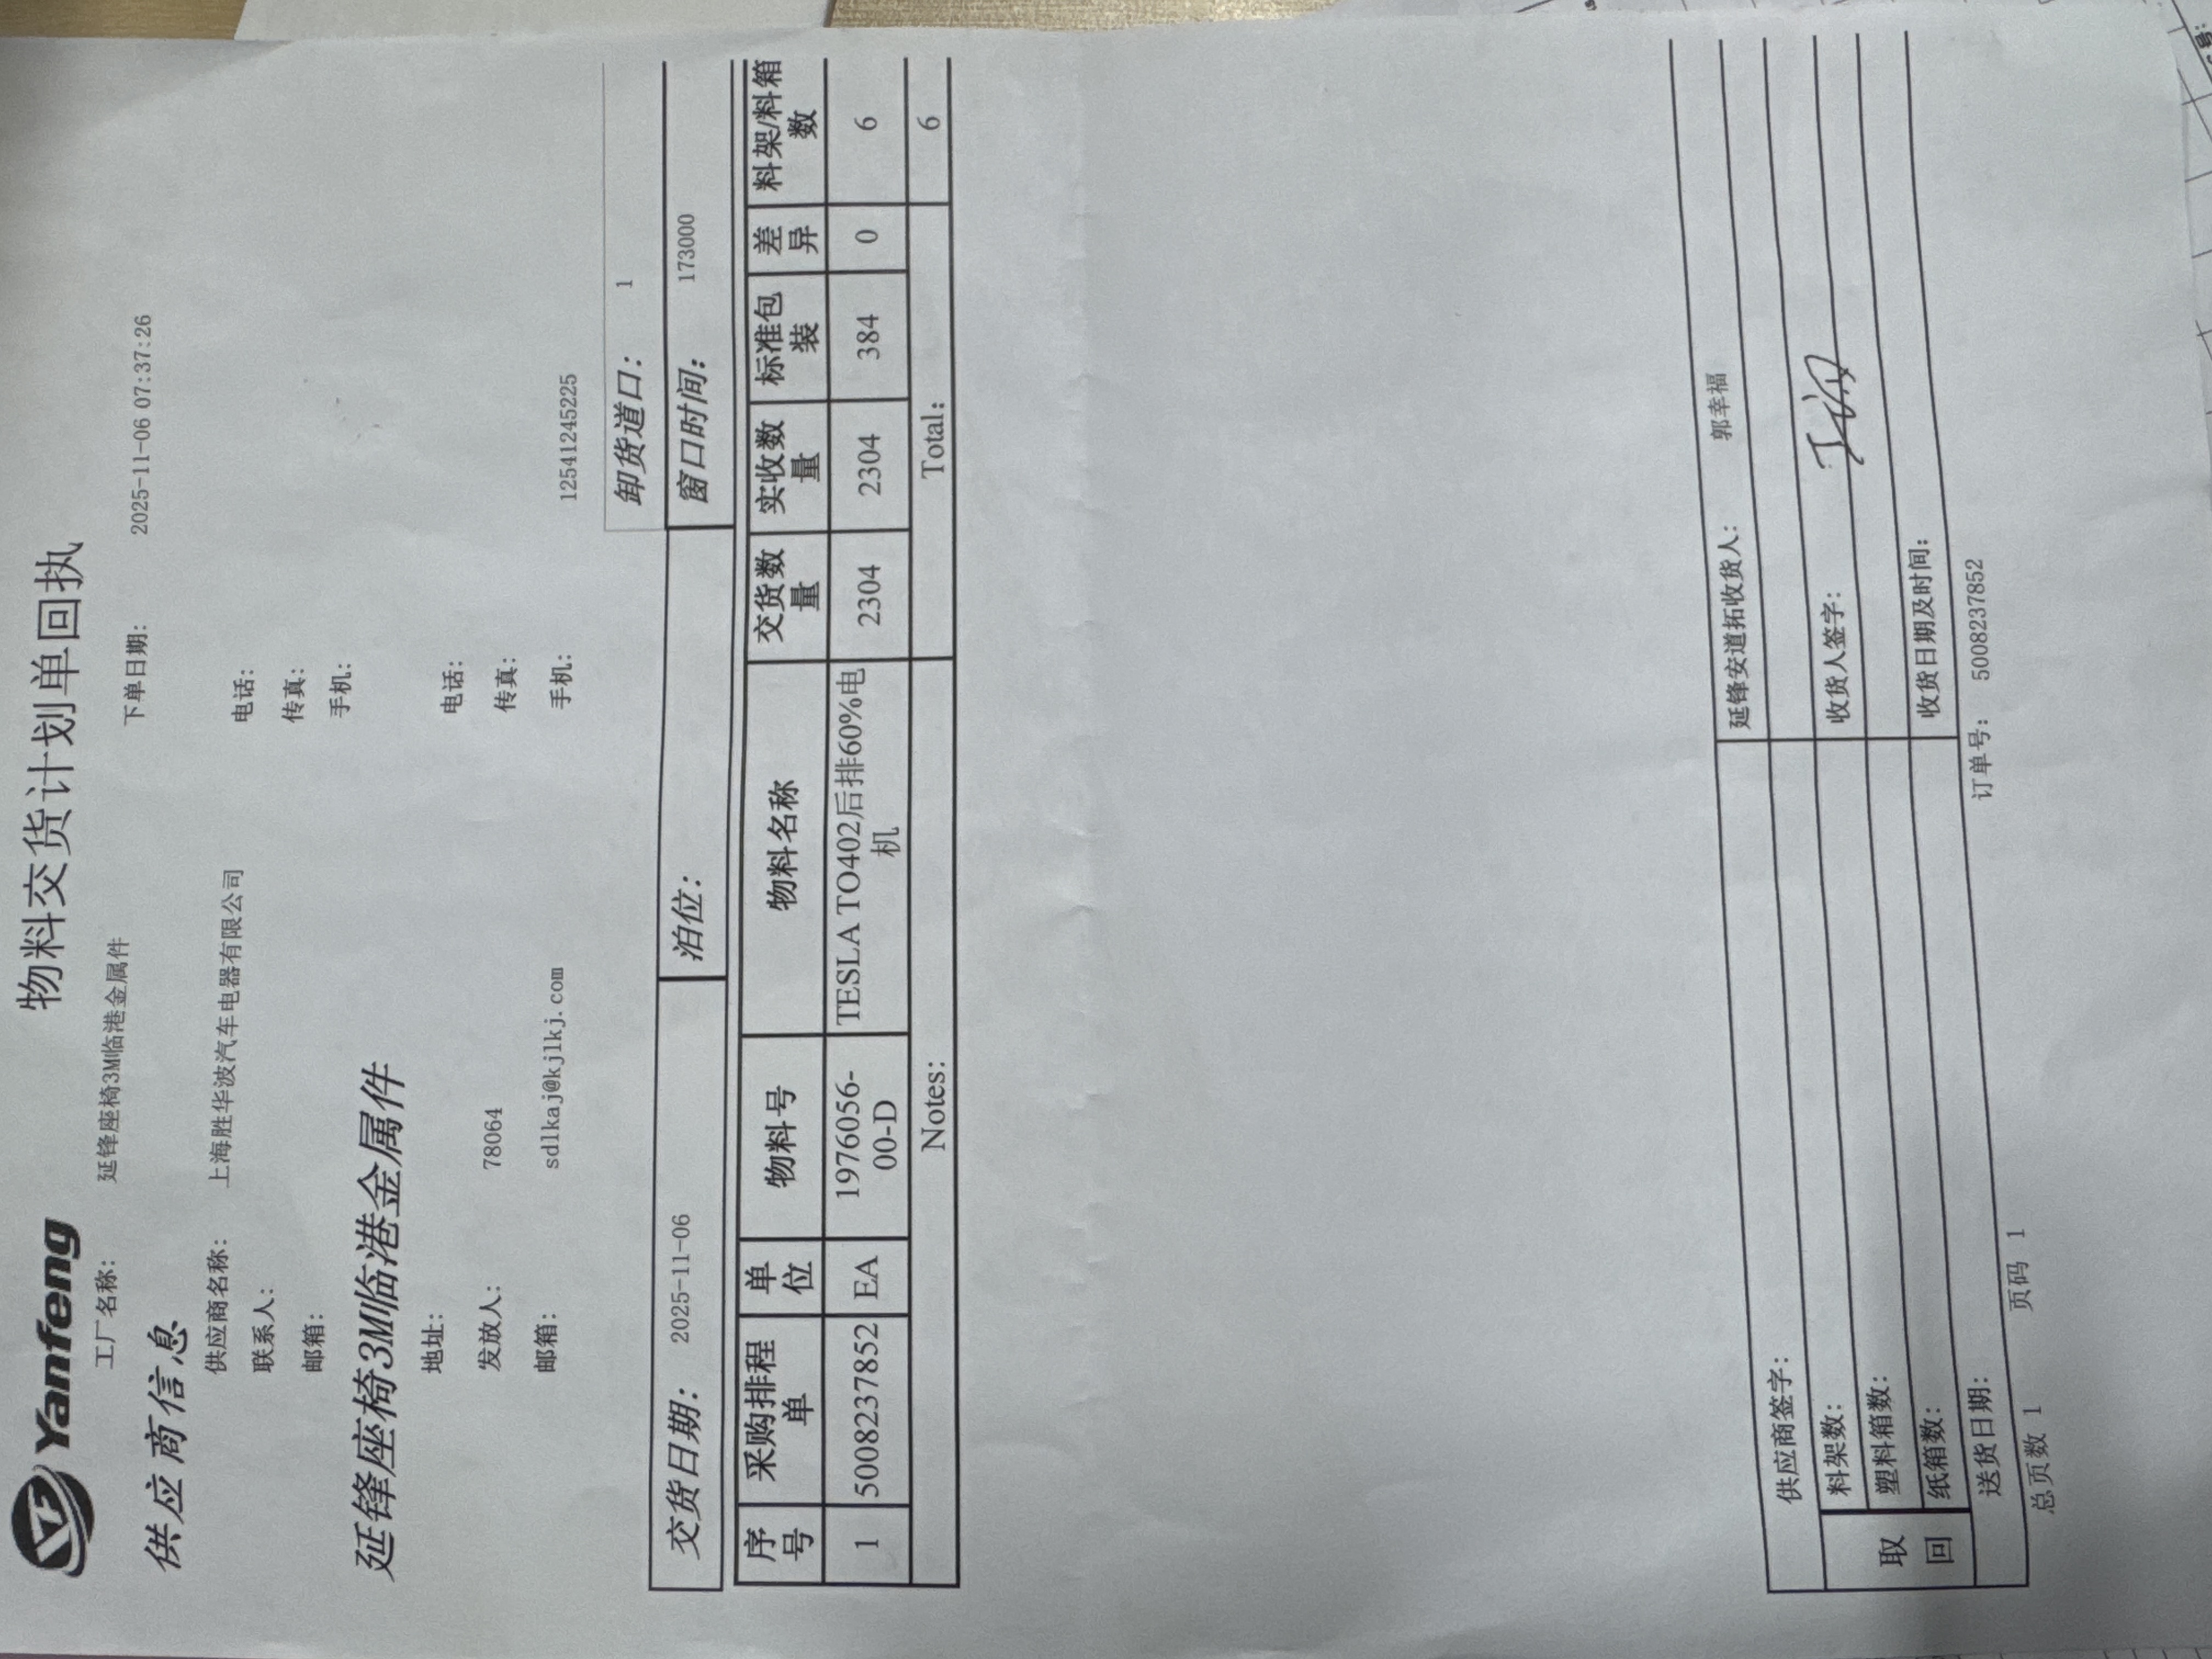 Yanfeng
物料交货计划单回执
工厂名称： 延锋座椅3M临港金属件 下单日期： 2025-11-06 07:37:26
供应商信息
供应商名称： 上海胜华波汽车电器有限公司 电话：
联系人： 传真：
邮箱： 手机：
延锋座椅3M临港金属件
地址： 电话：
发放人： 78064 传真：
邮箱： sdlkaj@kjlkj.com 手机： 12541245225
卸货道口： 1
交货日期： 2025-11-06 泊位： 窗口时间： 173000
序号 采购排程单 单位 物料号 物料名称 交货数量 实收数量 标准包装 差异 料架/料箱数
1 5008237852 EA 1976056-00-D TESLA TO402后排60%电机 2304 2304 384 0 6
Notes: Total: 6
延锋安道拓收货人： 郭幸福
供应商签字：
取回 料架数： 收货人签字：
塑料箱数：
纸箱数： 收货日期及时间：
送货日期： 订单号： 5008237852
总页数 1 页码 1